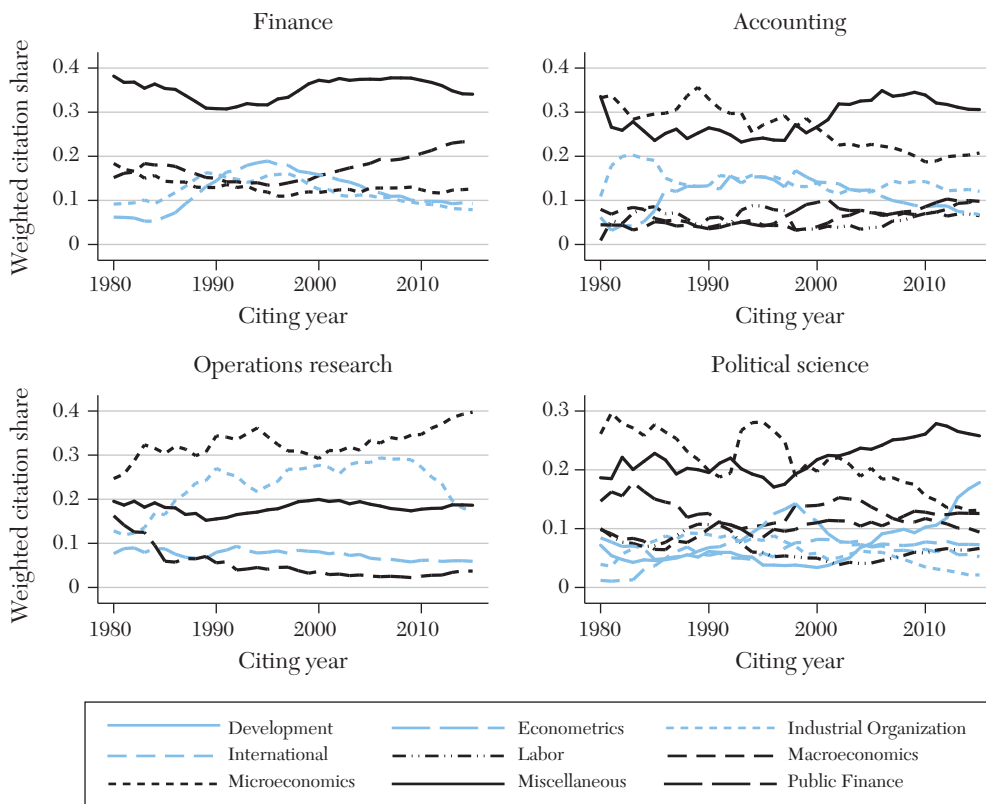 Finance
Accounting
Weighted citation share
0.4
0.3
0.2
0.1
0
1980
1990
2000
2010
Citing year
0.4
0.3
0.2
0.1
0
1980
1990
2000
2010
Citing year
Operations research
Political science
Weighted citation share
0.4
0.3
0.2
0.1
0
1980
1990
2000
2010
Citing year
0.3
0.2
0.1
0
1980
1990
2000
2010
Citing year
Development
Econometrics
Industrial Organization
International
Labor
Macroeconomics
Microeconomics
Miscellaneous
Public Finance